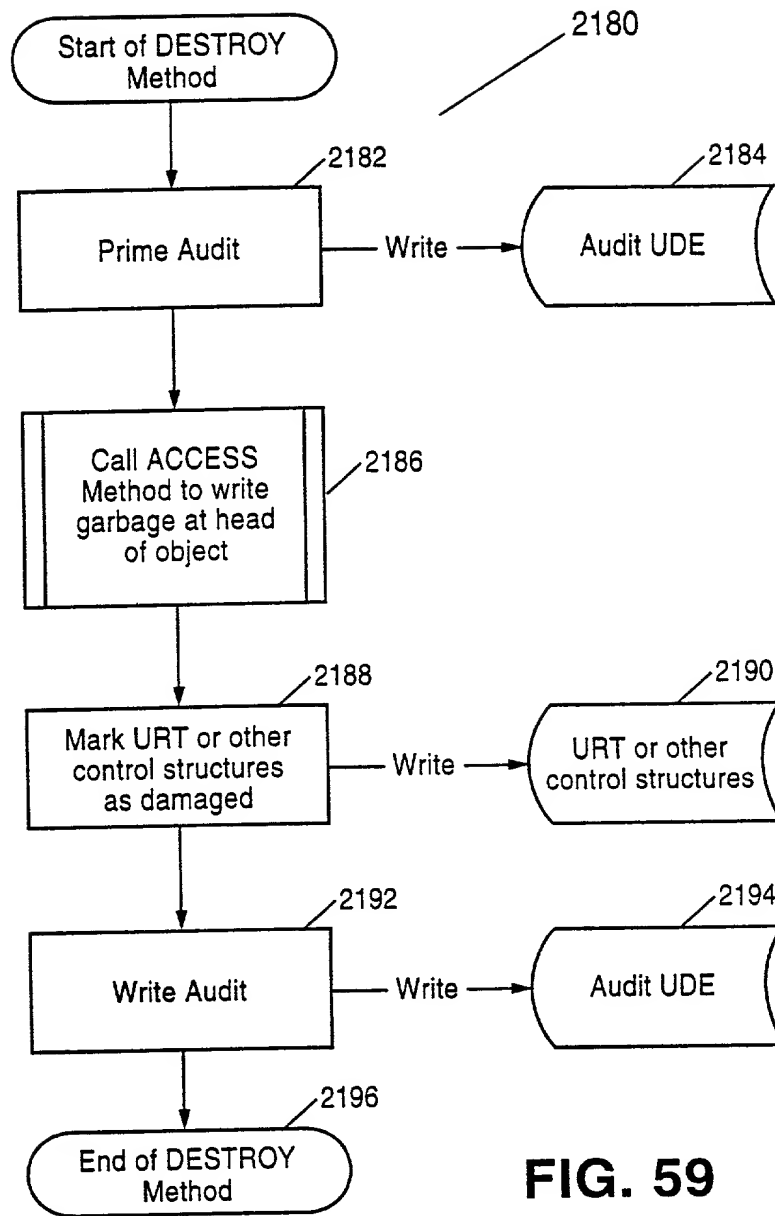 Start of DESTROY
Method
2180
2182
Prime Audit
Write
2184
Audit UDE
Call ACCESS
Method to write
garbage at head
of object
2186
2188
Mark URT or other
control structures
as damaged
Write
2190
URT or other
control structures
2192
Write Audit
Write
2194
Audit UDE
2196
End of DESTROY
Method
FIG. 59